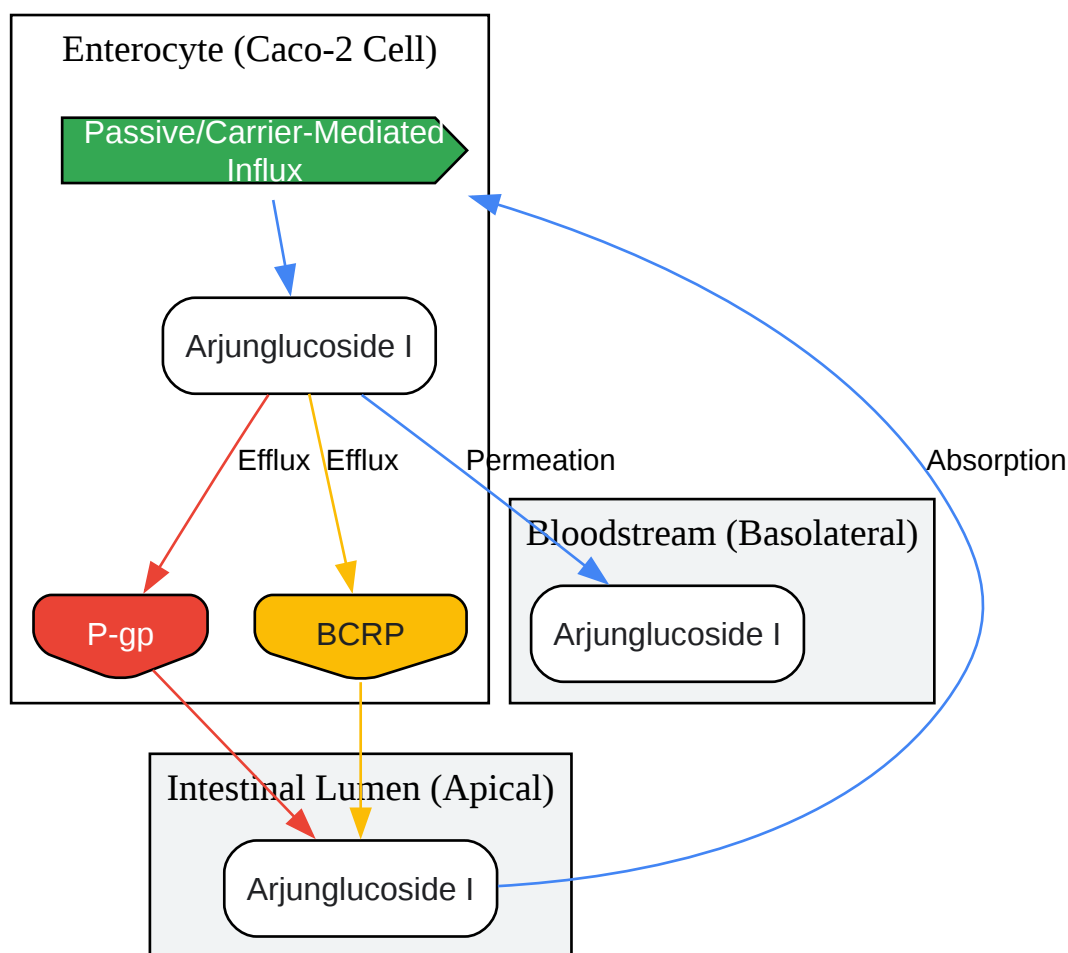 Enterocyte (Caco-2 Cell)
Passive/Carrier-Mediated
Influx
Arjunglucoside I
Efflux
Efflux
Permeation
Absorption
Bloodstream (Basolateral)
Arjunglucoside I
P-gp
BCRP
Intestinal Lumen (Apical)
Arjunglucoside I